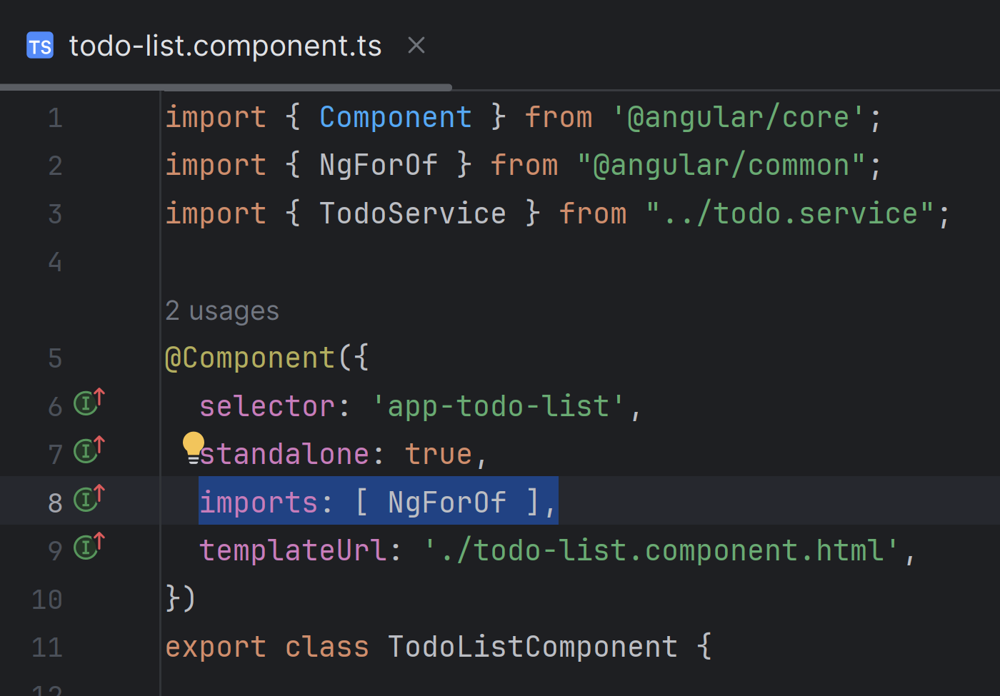 TS todo-list.component.ts
1 import { Component } from '@angular/core';
2 import { NgForOf } from "@angular/common";
3 import { TodoService } from "../todo.service";
4
2 usages
5 @Component({
6 selector: 'app-todo-list',
7 standalone: true,
8 imports: [ NgForOf ],
9 templateUrl: './todo-list.component.html',
10 })
11 export class TodoListComponent {
12